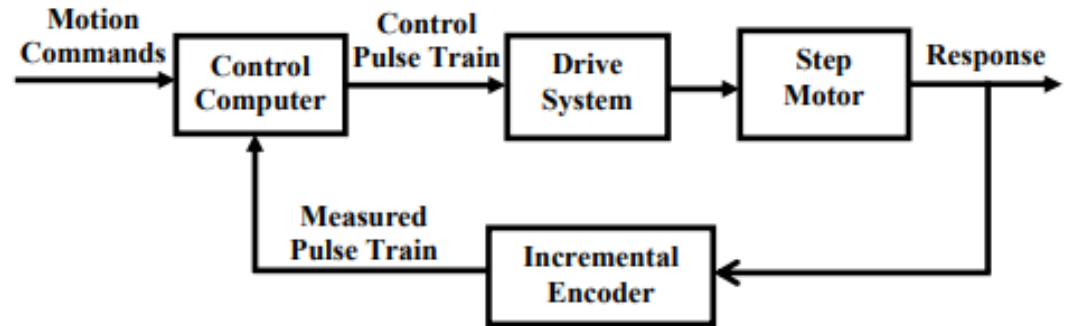 Motion
Commands
Control
Computer
Control
Pulse Train
Drive
System
Step
Motor
Response
Measured
Pulse Train
Incremental
Encoder